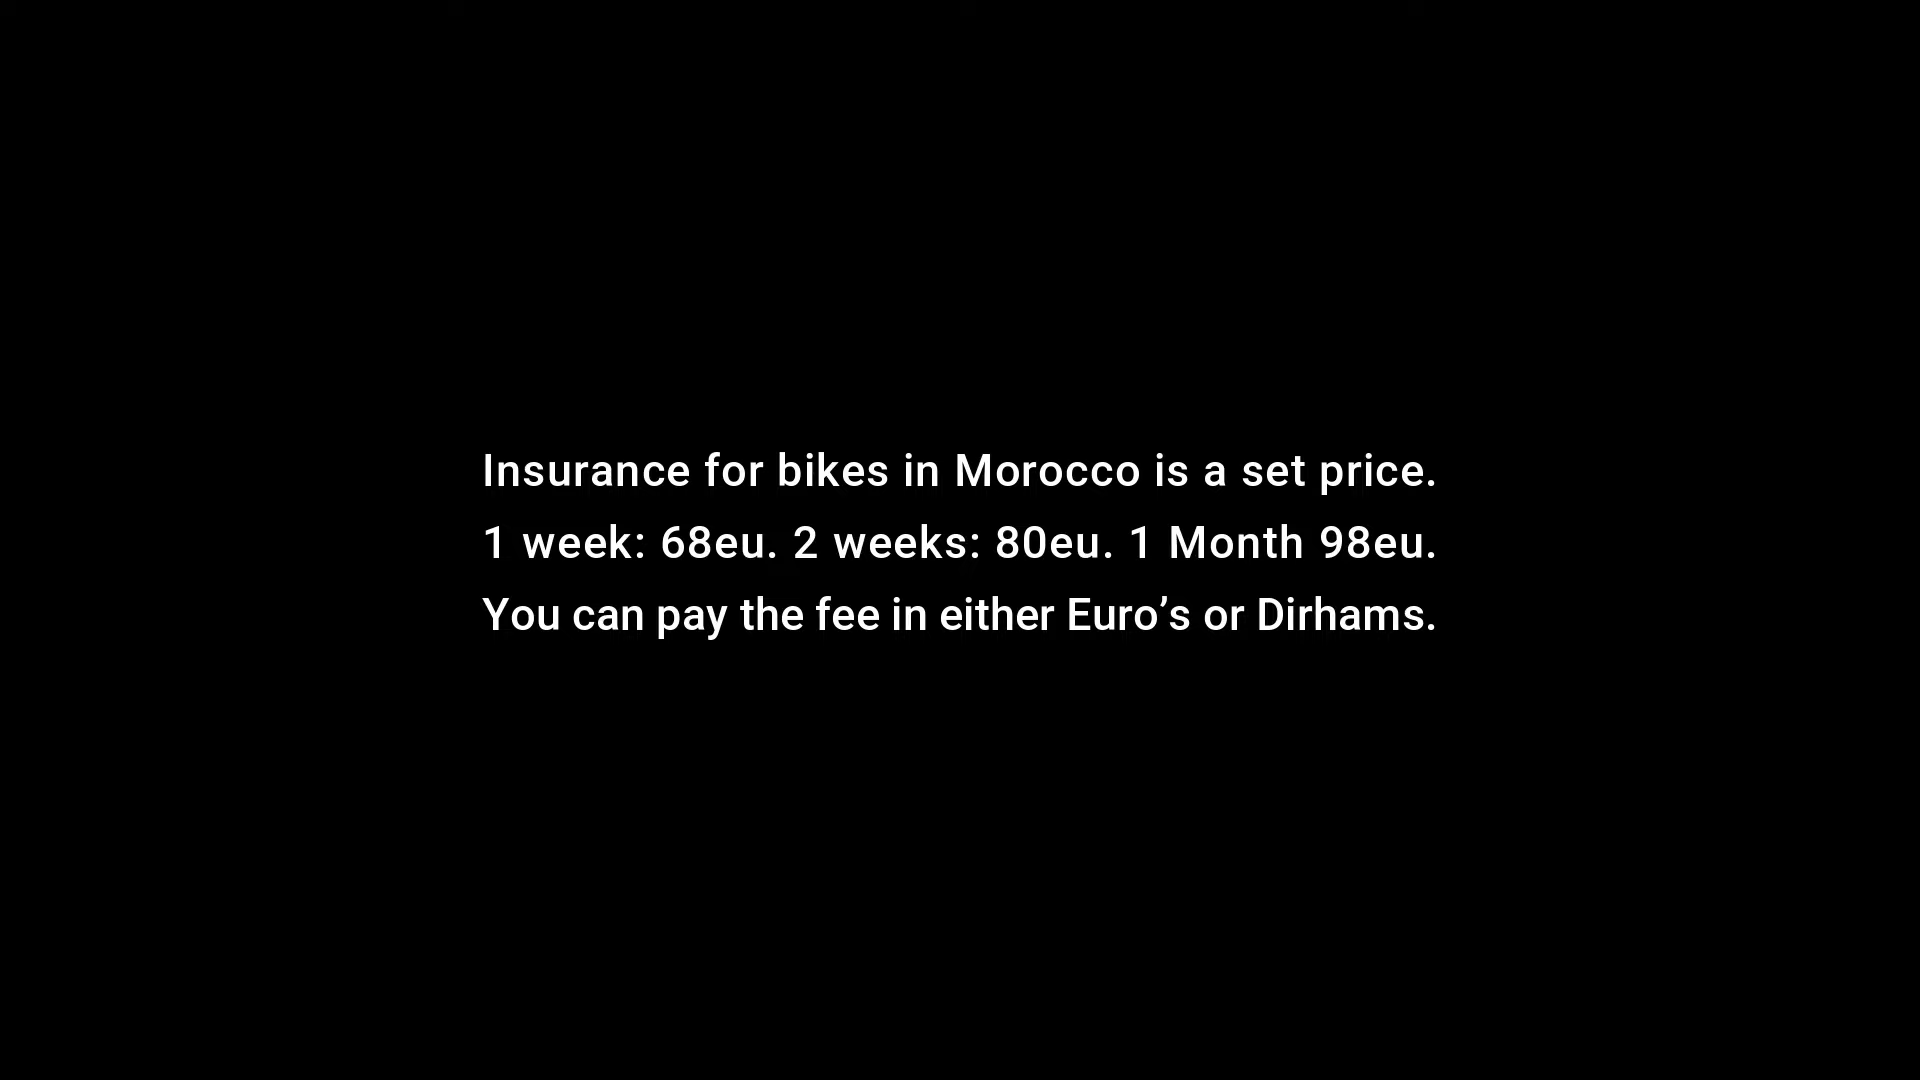 Insurance for bikes in Morocco is a set price.
1 week: 68eu. 2 weeks: 80eu. 1 Month 98eu.
You can pay the fee in either Euro’s or Dirhams.